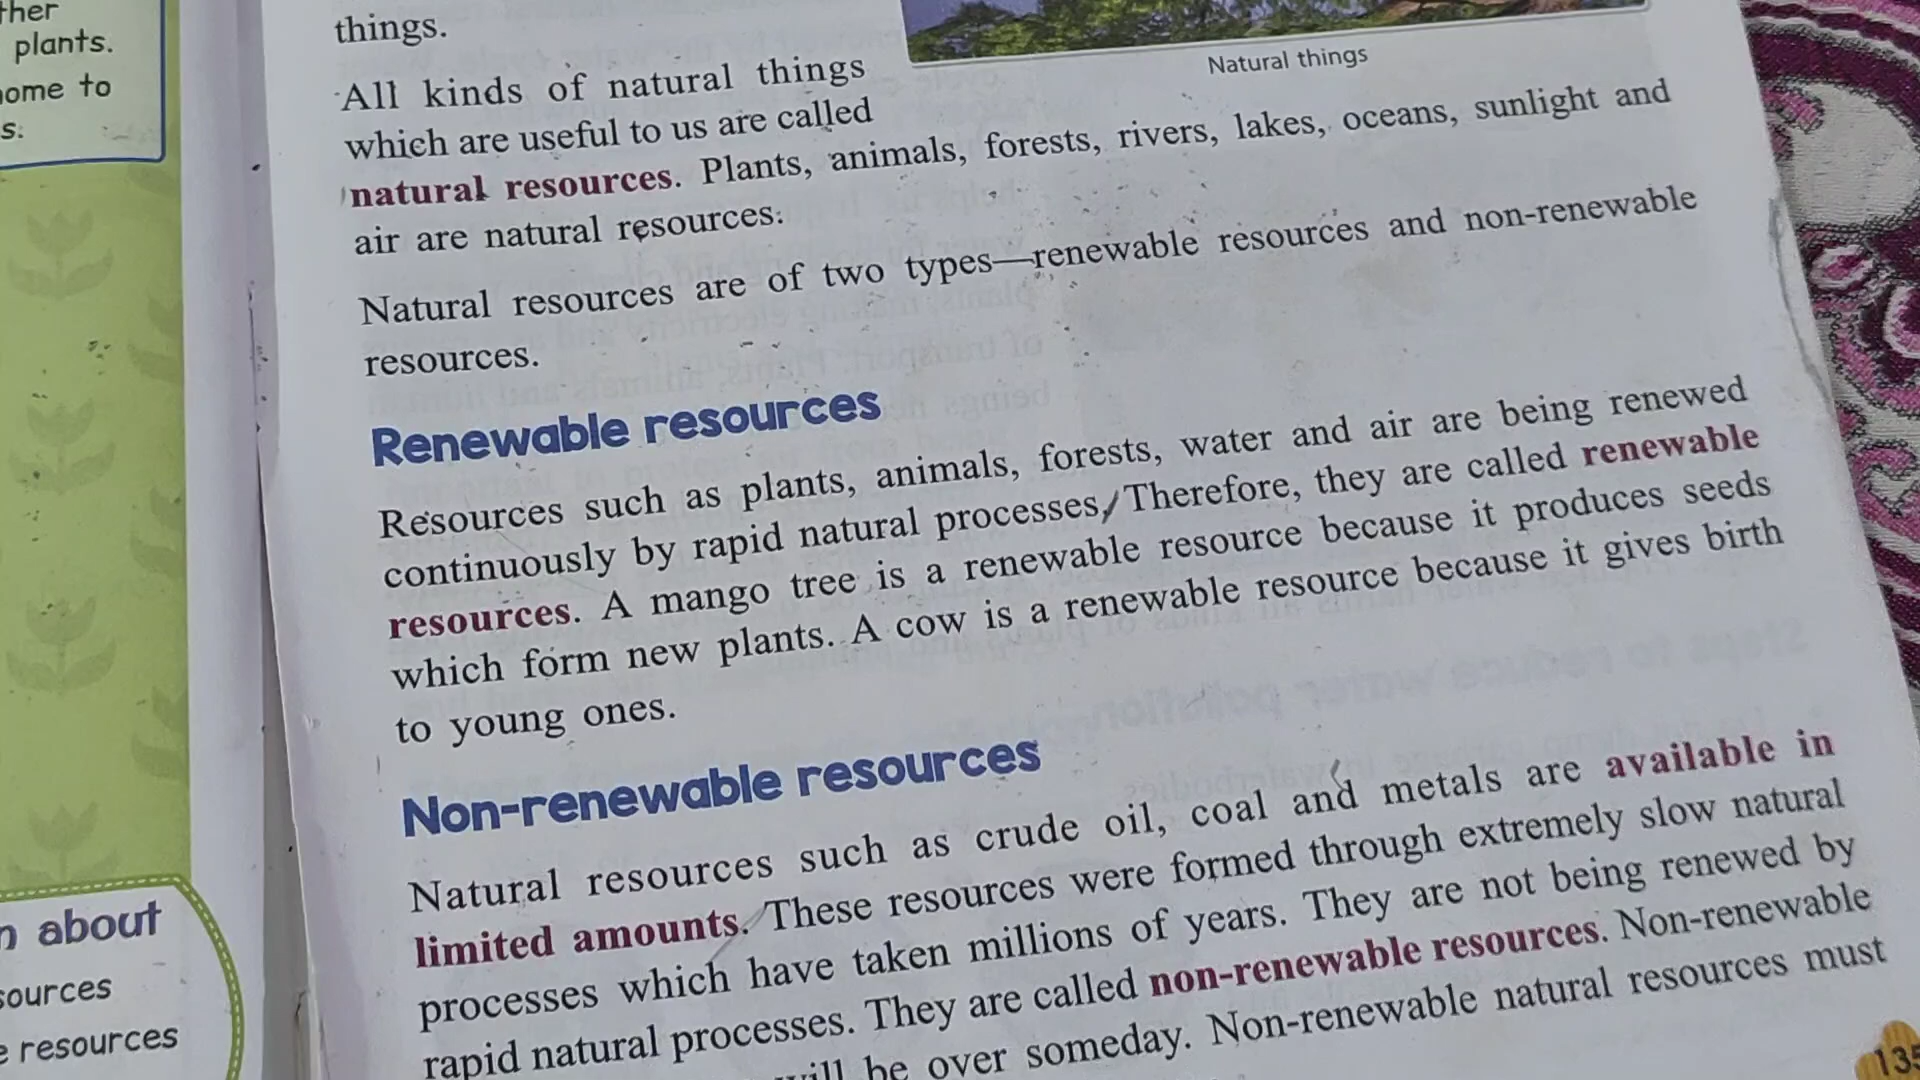 ther
plants.
ome to
s.
n about
sources
e resources
things.
Natural things
All kinds of natural things
which are useful to us are called
natural resources. Plants, animals, forests, rivers, lakes, oceans, sunlight and
air are natural resources.
Natural resources are of two types—renewable resources and non-renewable
resources.
Renewable resources
Resources such as plants, animals, forests, water and air are being renewed
continuously by rapid natural processes. Therefore, they are called renewable
resources. A mango tree is a renewable resource because it produces seeds
which form new plants. A cow is a renewable resource because it gives birth
to young ones.
Non-renewable resources
Natural resources such as crude oil, coal and metals are available in
limited amounts. These resources were formed through extremely slow natural
processes which have taken millions of years. They are not being renewed by
rapid natural processes. They are called non-renewable resources. Non-renewable
will be over someday. Non-renewable natural resources must
135